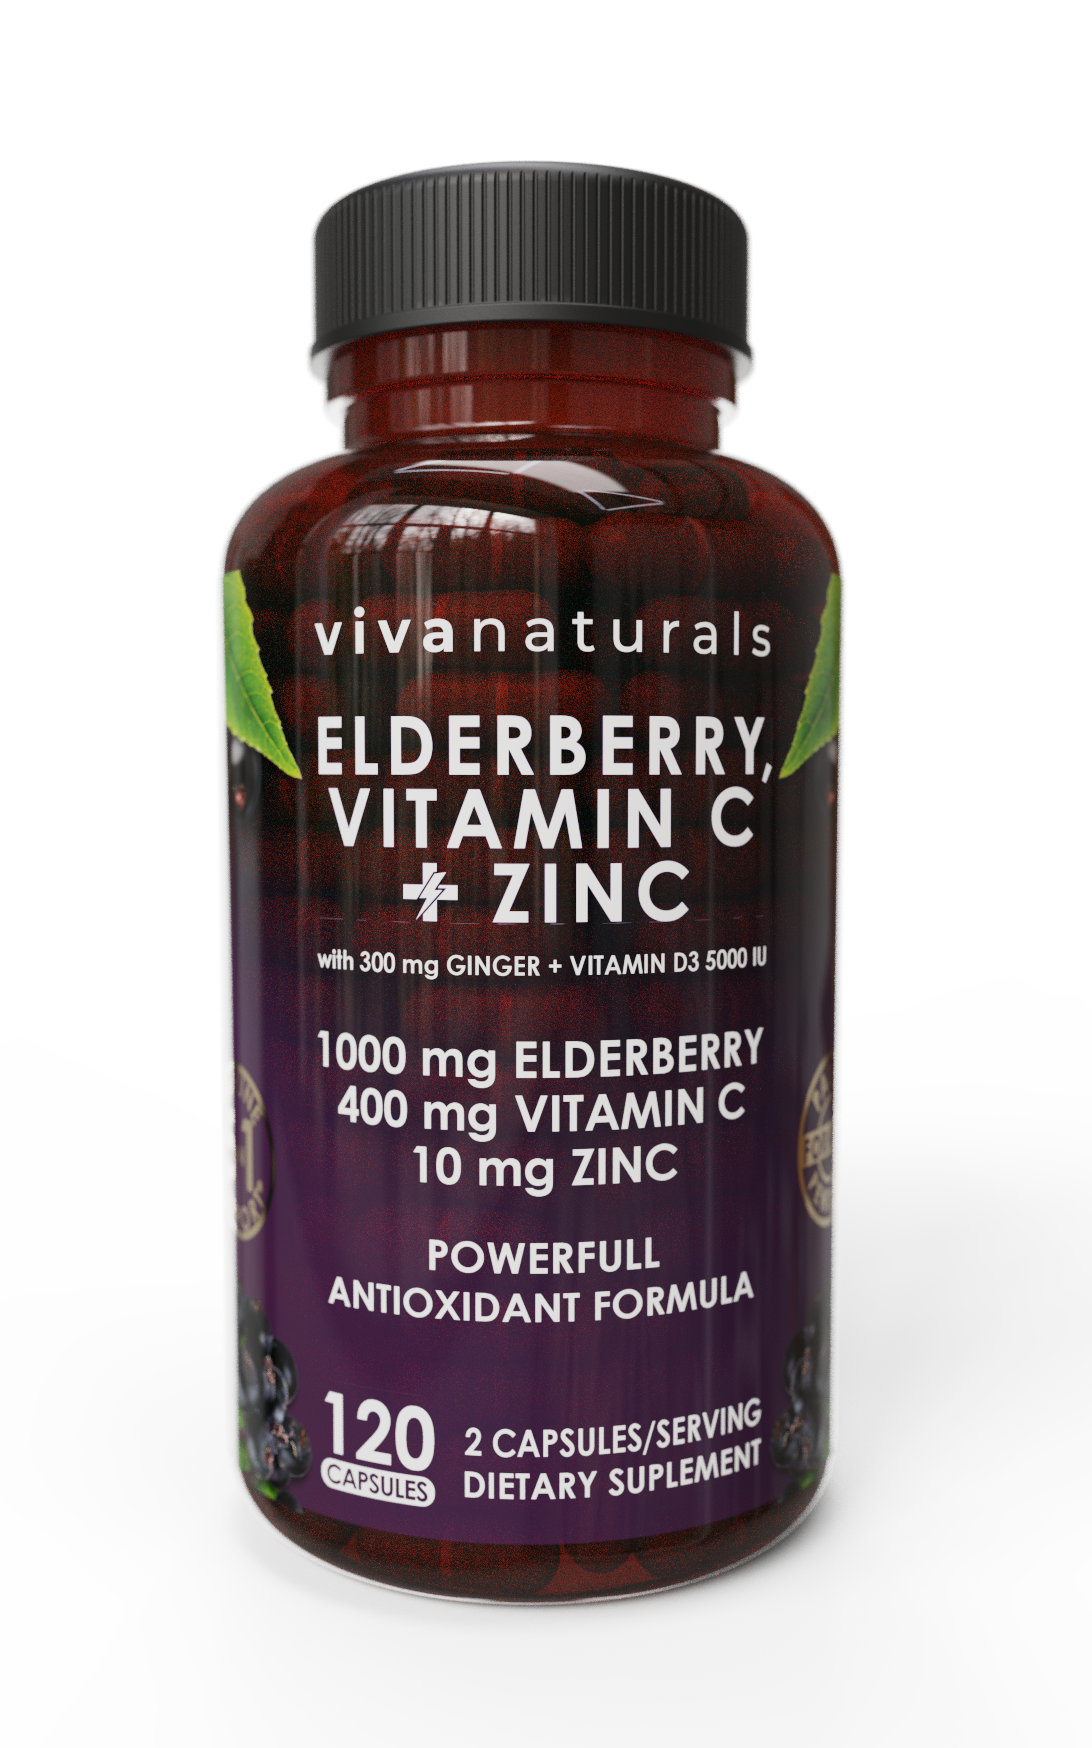 vivanaturals
ELDERBERRY,
VITAMIN C
+ ZINC
with 300 mg GINGER + VITAMIN D3 5000 IU
1000 mg ELDERBERRY
400 mg VITAMIN C
10 mg ZINC
POWERFULL
ANTIOXIDANT FORMULA
120
CAPSULES
2 CAPSULES/SERVING
DIETARY SUPLEMENT